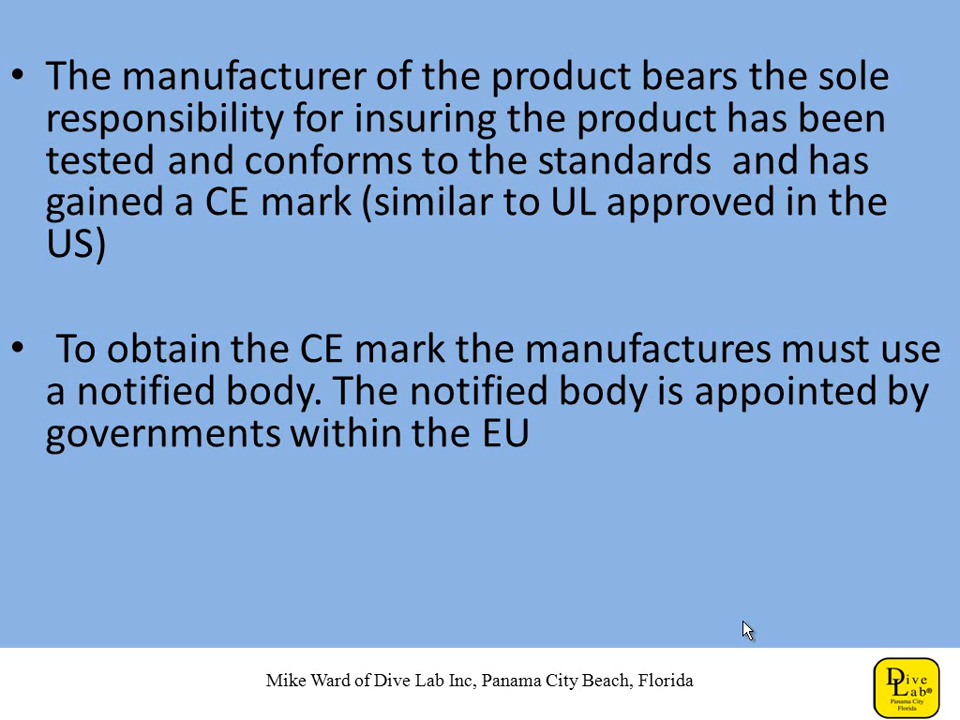 • The manufacturer of the product bears the sole
responsibility for insuring the product has been
tested and conforms to the standards  and has
gained a CE mark (similar to UL approved in the
US)
•  To obtain the CE mark the manufactures must use
a notified body. The notified body is appointed by
governments within the EU
Mike Ward of Dive Lab Inc, Panama City Beach, Florida
Dive
Lab®
Panama City
Florida